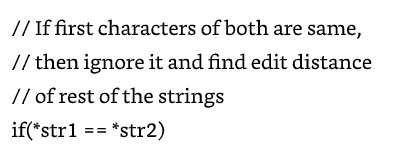 // If first characters of both are same,
// then ignore it and find edit distance
// of rest of the strings
if(*str1 == *str2)